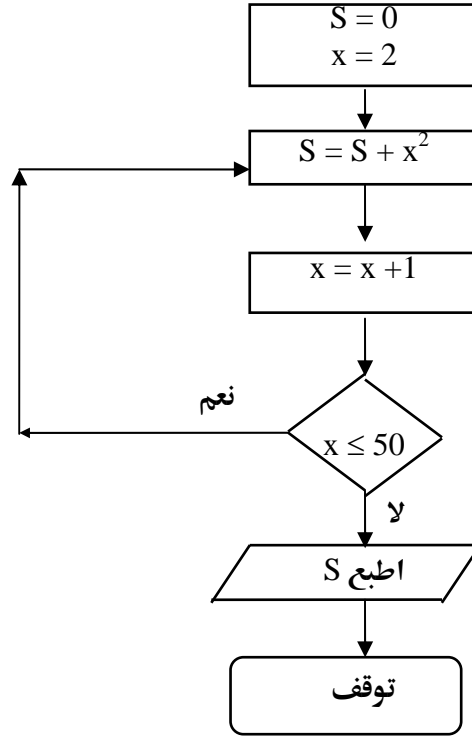 S = 0
x = 2
S = S + x²
x = x +1
نعم
x ≤ 50
لا
اطبع S
توقف